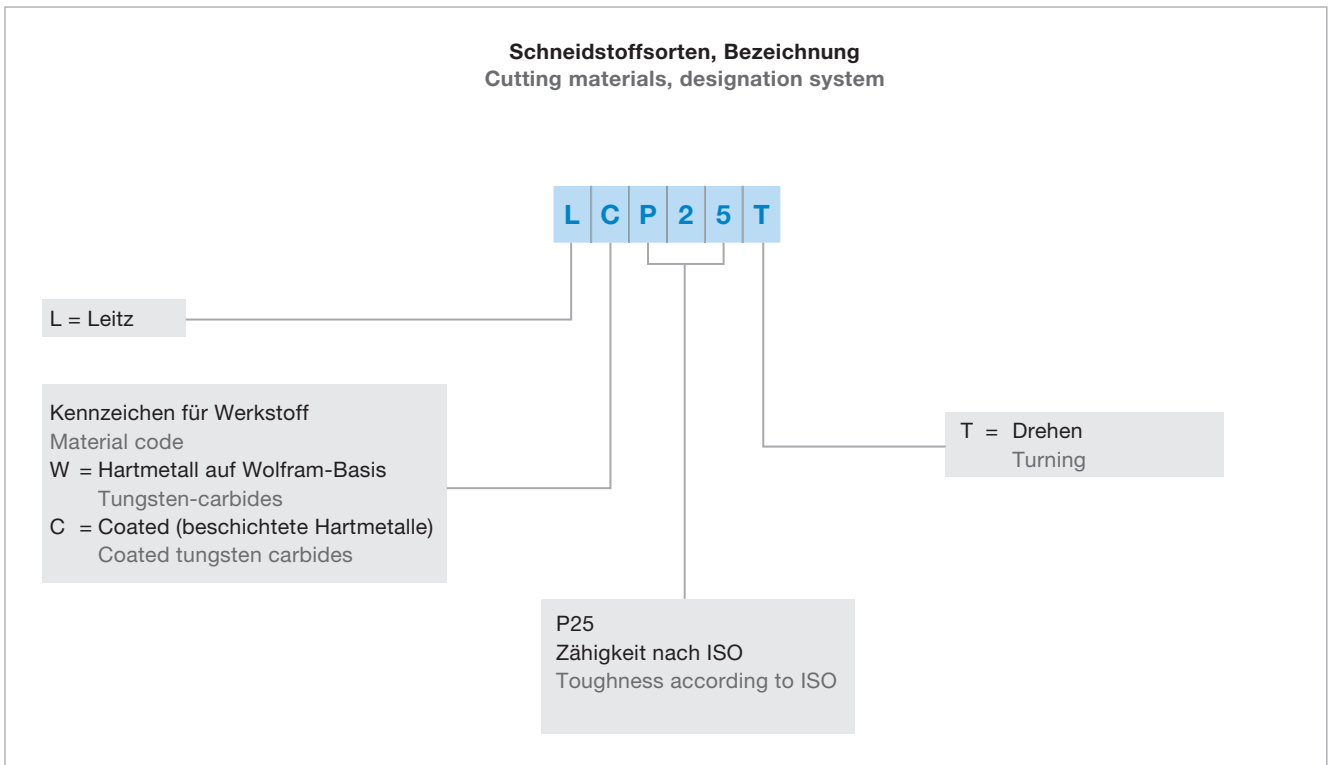 Schneidstoffsorten, Bezeichnung
Cutting materials, designation system
L C P 2 5 T
L = Leitz
Kennzeichen für Werkstoff
Material code
W = Hartmetall auf Wolfram-Basis
Tungsten-carbides
C = Coated (beschichtete Hartmetalle)
Coated tungsten carbides
T = Drehen
Turning
P25
Zähigkeit nach ISO
Toughness according to ISO